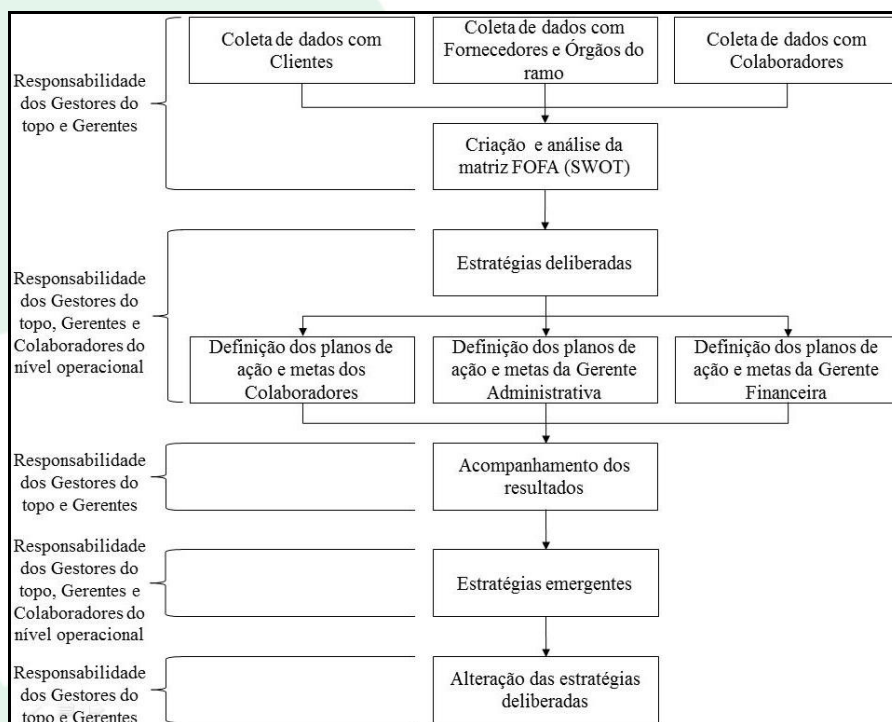 Coleta de dados com
Clientes
Coleta de dados com
Fornecedores e Órgãos do
ramo
Coleta de dados com
Colaboradores
Responsabilidade
dos Gestores do
topo e Gerentes
Criação e análise da
matriz FOFA (SWOT)
Responsabilidade
dos Gestores do
topo, Gerentes e
Colaboradores do
nível operacional
Estratégias deliberadas
Definição dos planos de
ação e metas dos
Colaboradores
Definição dos planos de
ação e metas da Gerente
Administrativa
Definição dos planos de
ação e metas da Gerente
Financeira
Responsabilidade
dos Gestores do
topo e Gerentes
Acompanhamento dos
resultados
Responsabilidade
dos Gestores do
topo, Gerentes e
Colaboradores do
nível operacional
Estratégias emergentes
Responsabilidade
dos Gestores do
topo e Gerentes
Alteração das estratégias
deliberadas